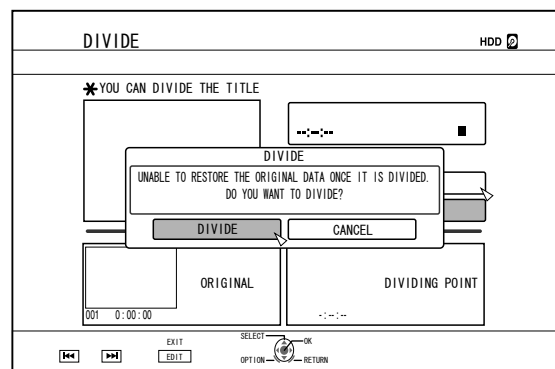 DIVIDE
HDD
YOU CAN DIVIDE THE TITLE
--:--:--
DIVIDE
UNABLE TO RESTORE THE ORIGINAL DATA ONCE IT IS DIVIDED.
DO YOU WANT TO DIVIDE?
DIVIDE CANCEL
ORIGINAL
001 0:00:00
DIVIDING POINT
-:--:--
EXIT
EDIT
SELECT
OK
OPTION
RETURN